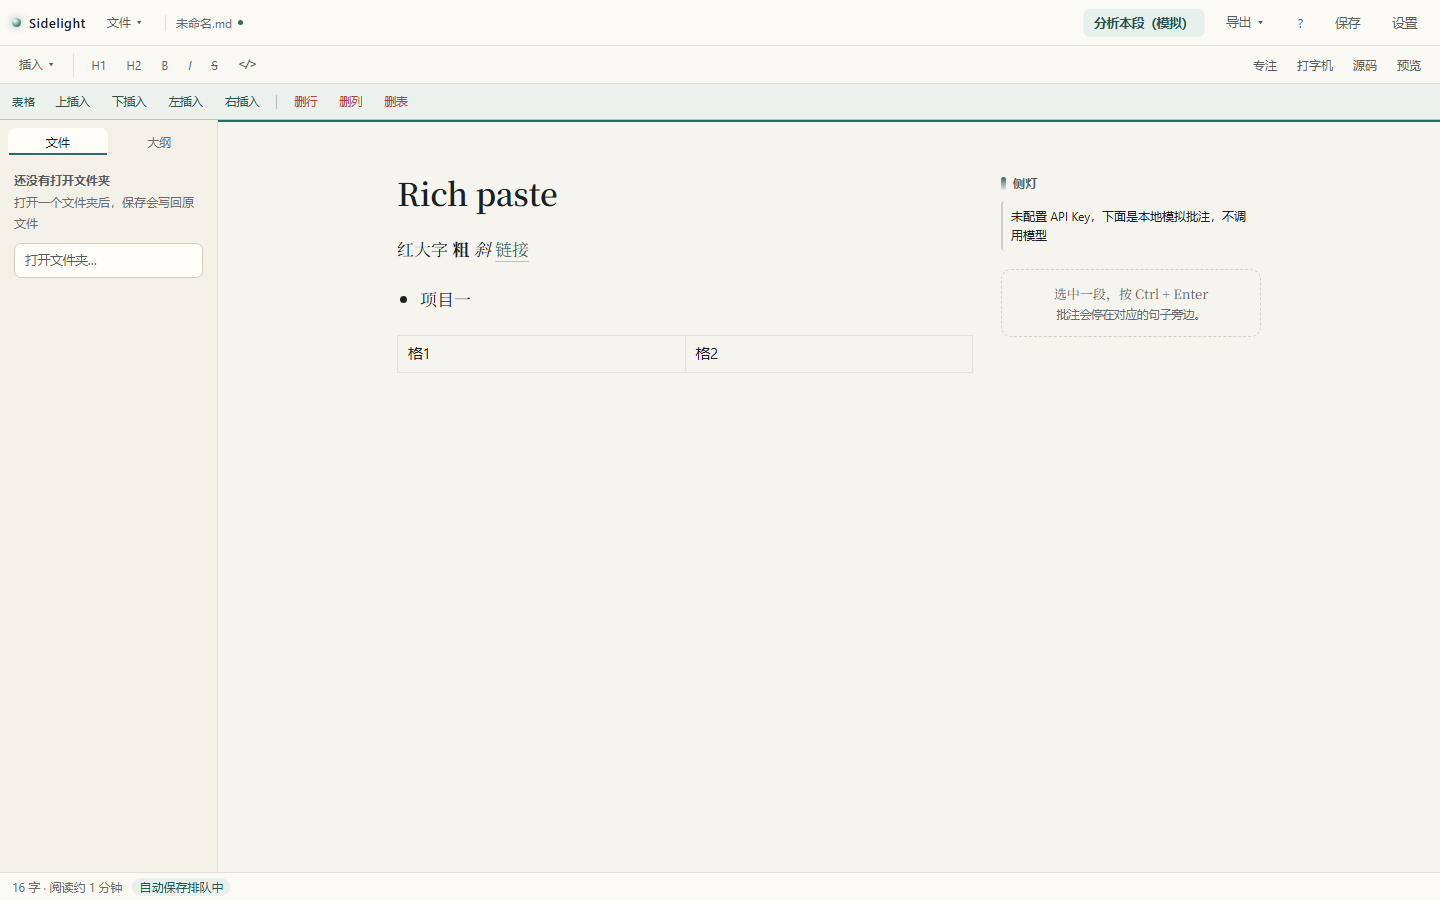 Sidelight 文件 ▾ 未命名.md ● 分析本段（模拟） 导出 ▾ ? 保存 设置
插入 ▾ H1 H2 B I S </> 专注 打字机 源码 预览
表格 上插入 下插入 左插入 右插入 删行 删列 删表
文件 大纲
还没有打开文件夹
打开一个文件夹后，保存会写回原
文件
打开文件夹...
Rich paste
红大字 粗 斜 链接
• 项目一
格1 格2
侧灯
未配置 API Key，下面是本地模拟批注，不调
用模型
选中一段，按 Ctrl + Enter
批注会停在对应的句子旁边。
16 字 · 阅读约 1 分钟 自动保存排队中